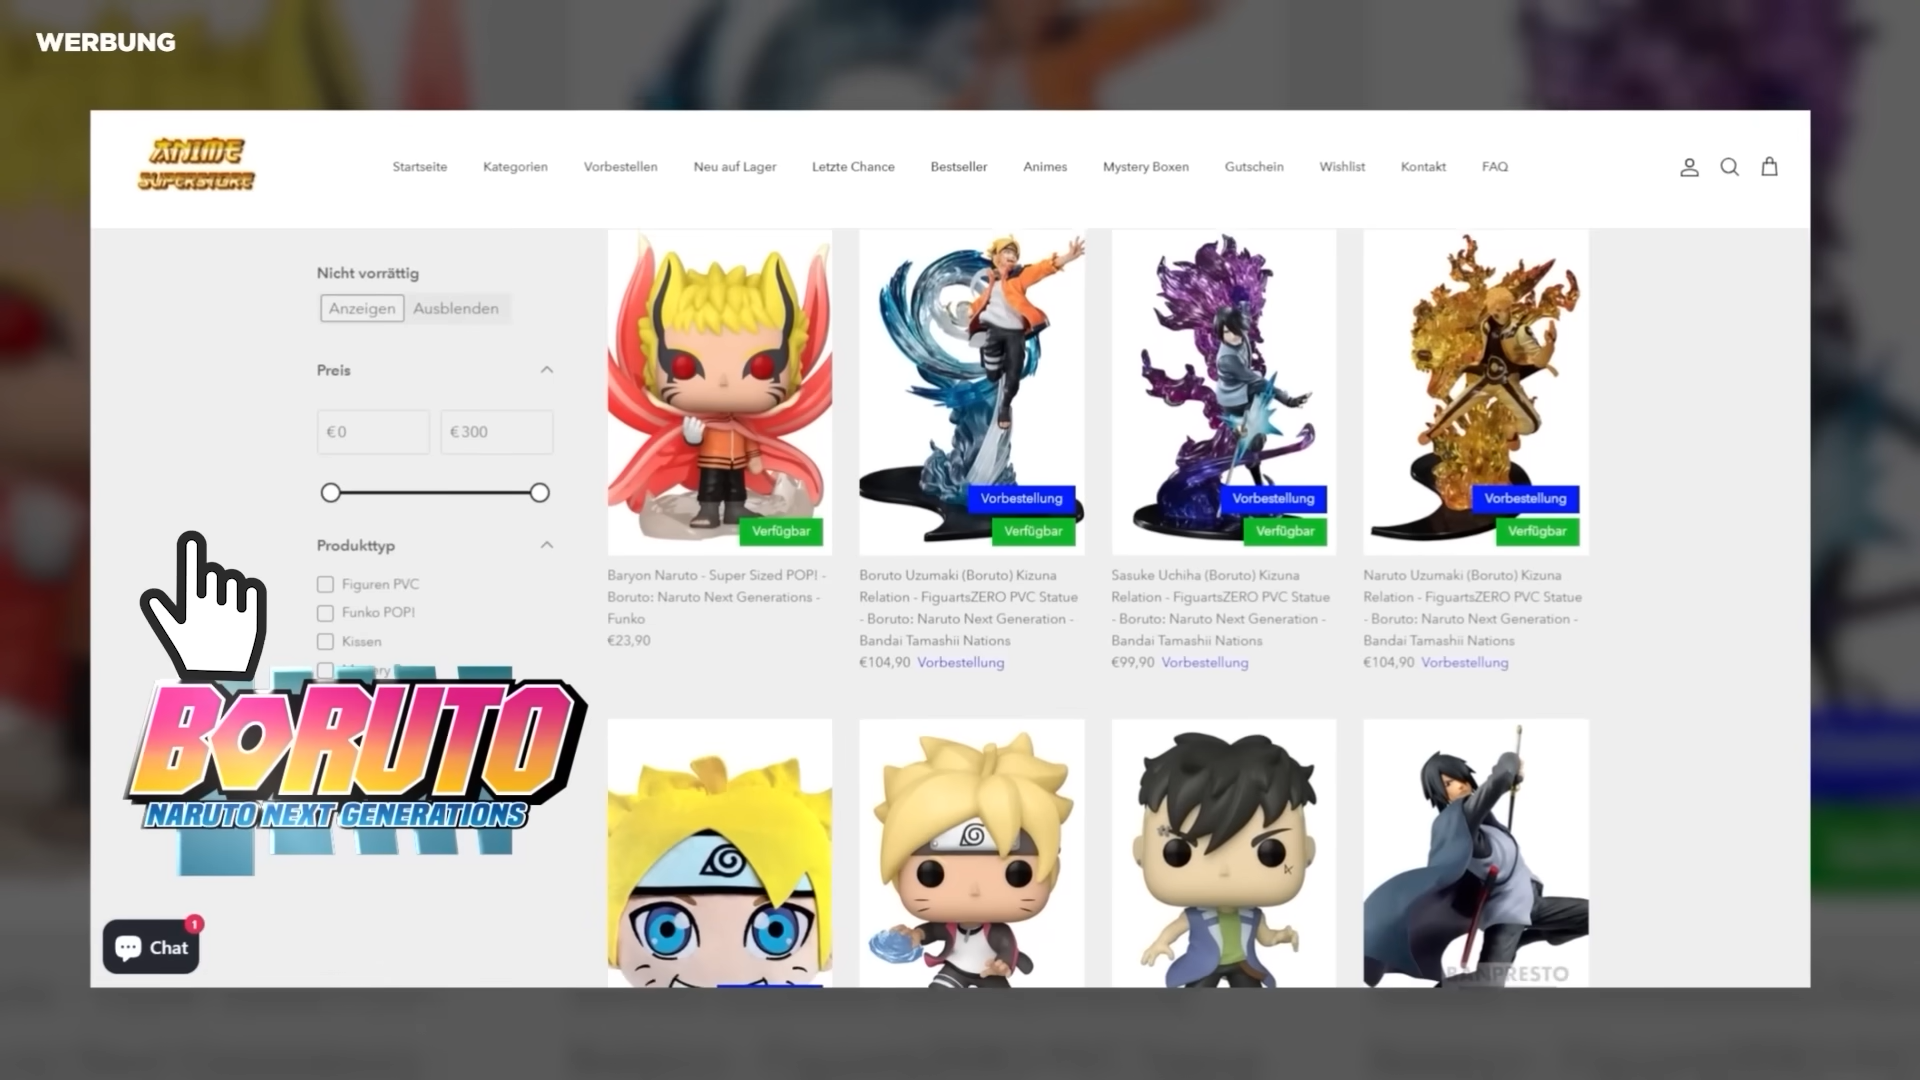 WERBUNG
ANIME
SUPERSTORE
Startseite
Kategorien
Vorbestellen
Neu auf Lager
Letzte Chance
Bestseller
Animes
Mystery Boxen
Gutschein
Wishlist
Kontakt
FAQ
Nicht vorrättig
Anzeigen
Ausblenden
Preis
€0
€300
Produkttyp
Figuren PVC
Funko POP!
Kissen
BORUTO
NARUTO NEXT GENERATIONS
1
Chat
Verfügbar
Baryon Naruto - Super Sized POP! -
Boruto: Naruto Next Generations -
Funko
€23,90
Vorbestellung
Verfügbar
Boruto Uzumaki (Boruto) Kizuna
Relation - FiguartsZERO PVC Statue
- Boruto: Naruto Next Generation -
Bandai Tamashii Nations
€104,90 Vorbestellung
Vorbestellung
Verfügbar
Sasuke Uchiha (Boruto) Kizuna
Relation - FiguartsZERO PVC Statue
- Boruto: Naruto Next Generation -
Bandai Tamashii Nations
€99,90 Vorbestellung
Vorbestellung
Verfügbar
Naruto Uzumaki (Boruto) Kizuna
Relation - FiguartsZERO PVC Statue
- Boruto: Naruto Next Generation -
Bandai Tamashii Nations
€104,90 Vorbestellung
BANPRESTO